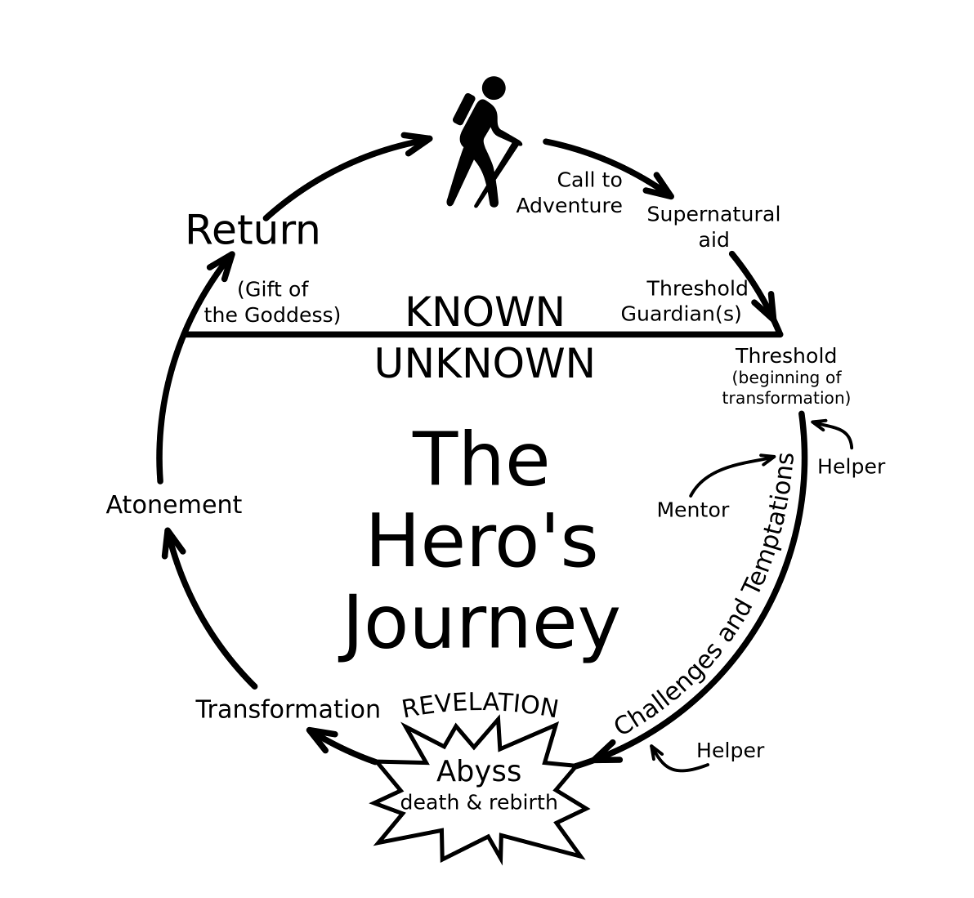 Call to
Adventure
Supernatural
aid
Return
(Gift of
the Goddess)
KNOWN
Threshold
Guardian(s)
UNKNOWN
Threshold
(beginning of
transformation)
The
Hero's
Journey
Helper
Mentor
Challenges and Temptations
Atonement
Transformation
REVELATION
Helper
Abyss
death & rebirth